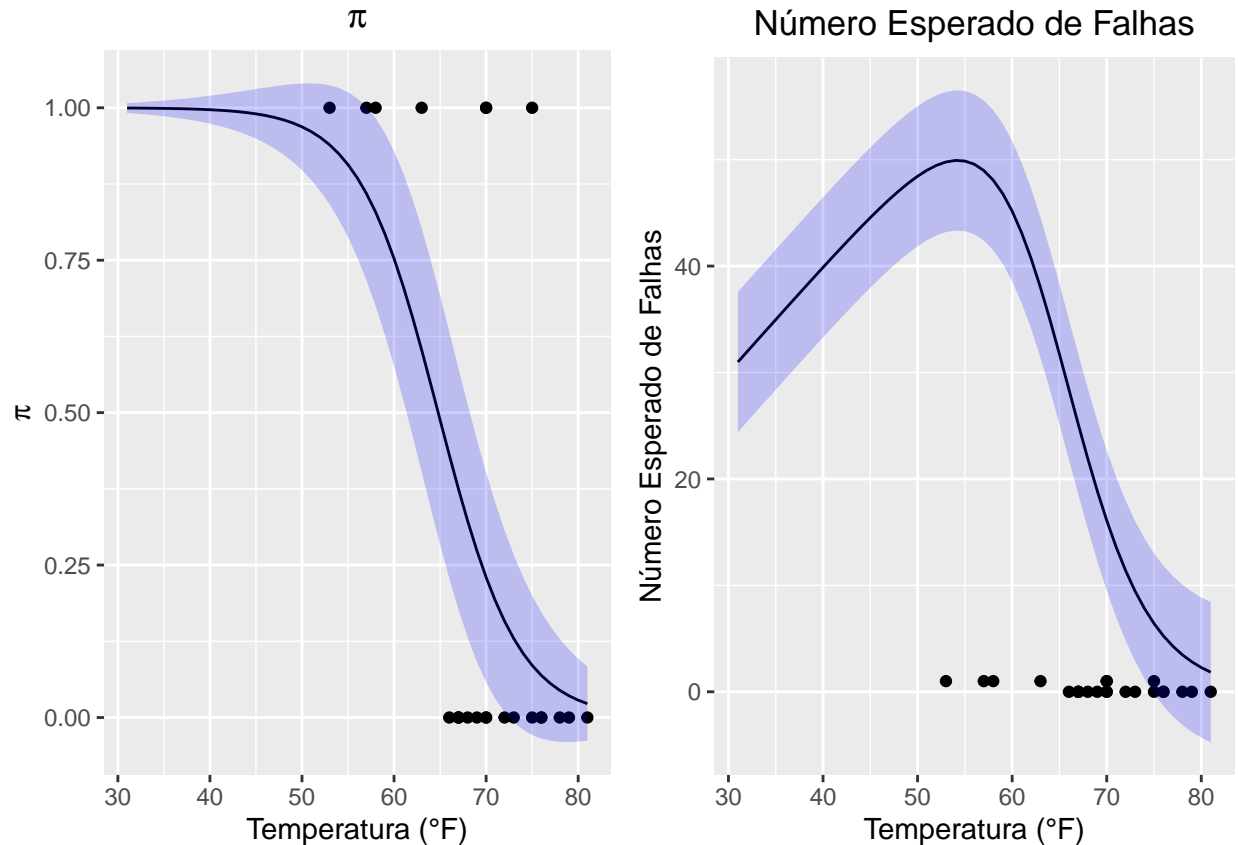 π
π
1.00
0.75
0.50
0.25
0.00
30 40 50 60 70 80
Temperatura (°F)
Número Esperado de Falhas
Número Esperado de Falhas
40
20
0
30 40 50 60 70 80
Temperatura (°F)